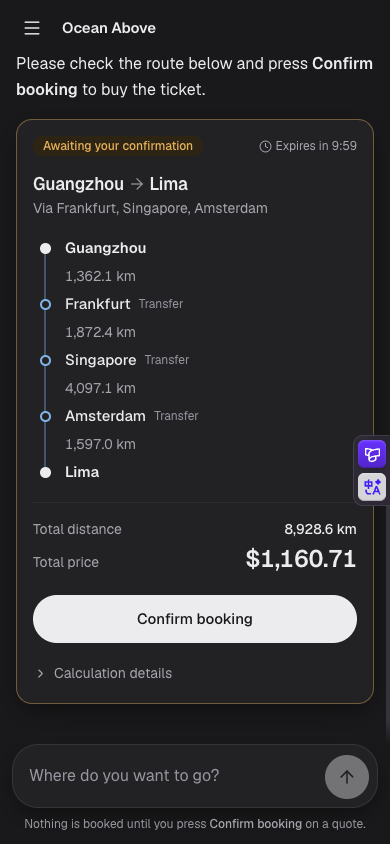 Ocean Above
Please check the route below and press Confirm
booking to buy the ticket.
Awaiting your confirmation
Expires in 9:59
Guangzhou → Lima
Via Frankfurt, Singapore, Amsterdam
Guangzhou
1,362.1 km
Frankfurt Transfer
1,872.4 km
Singapore Transfer
4,097.1 km
Amsterdam Transfer
1,597.0 km
Lima
中A
Total distance 8,928.6 km
Total price $1,160.71
Confirm booking
Calculation details
Where do you want to go?
Nothing is booked until you press Confirm booking on a quote.